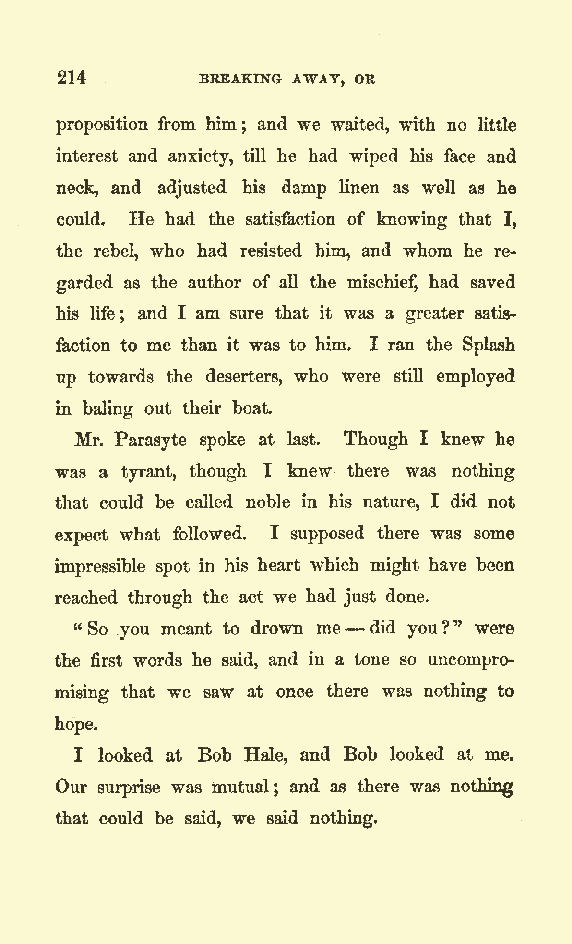 214 BREAKING AWAY, OR
proposition from him; and we waited, with no little
interest and anxiety, till he had wiped his face and
neck, and adjusted his damp linen as well as he
could. He had the satisfaction of knowing that I,
the rebel, who had resisted him, and whom he re-
garded as the author of all the mischief, had saved
his life; and I am sure that it was a greater satis-
faction to me than it was to him. I ran the Splash
up towards the deserters, who were still employed
in baling out their boat.
Mr. Parasyte spoke at last. Though I knew he
was a tyrant, though I knew there was nothing
that could be called noble in his nature, I did not
expect what followed. I supposed there was some
impressible spot in his heart which might have been
reached through the act we had just done.
"So you meant to drown me — did you?" were
the first words he said, and in a tone so uncompro-
mising that we saw at once there was nothing to
hope.
I looked at Bob Hale, and Bob looked at me.
Our surprise was mutual; and as there was nothing
that could be said, we said nothing.